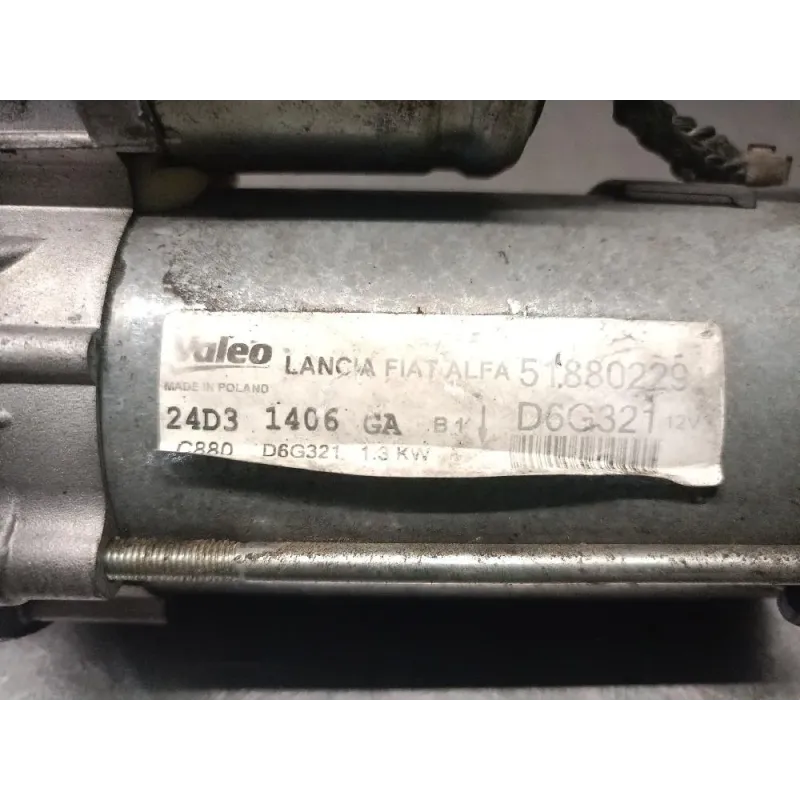 Valeo LANCIA FIAT ALFA 51880229
MADE IN POLAND
24D3 1406 GA B1 D6G321 12V
C880 D6G321 1.3 KW